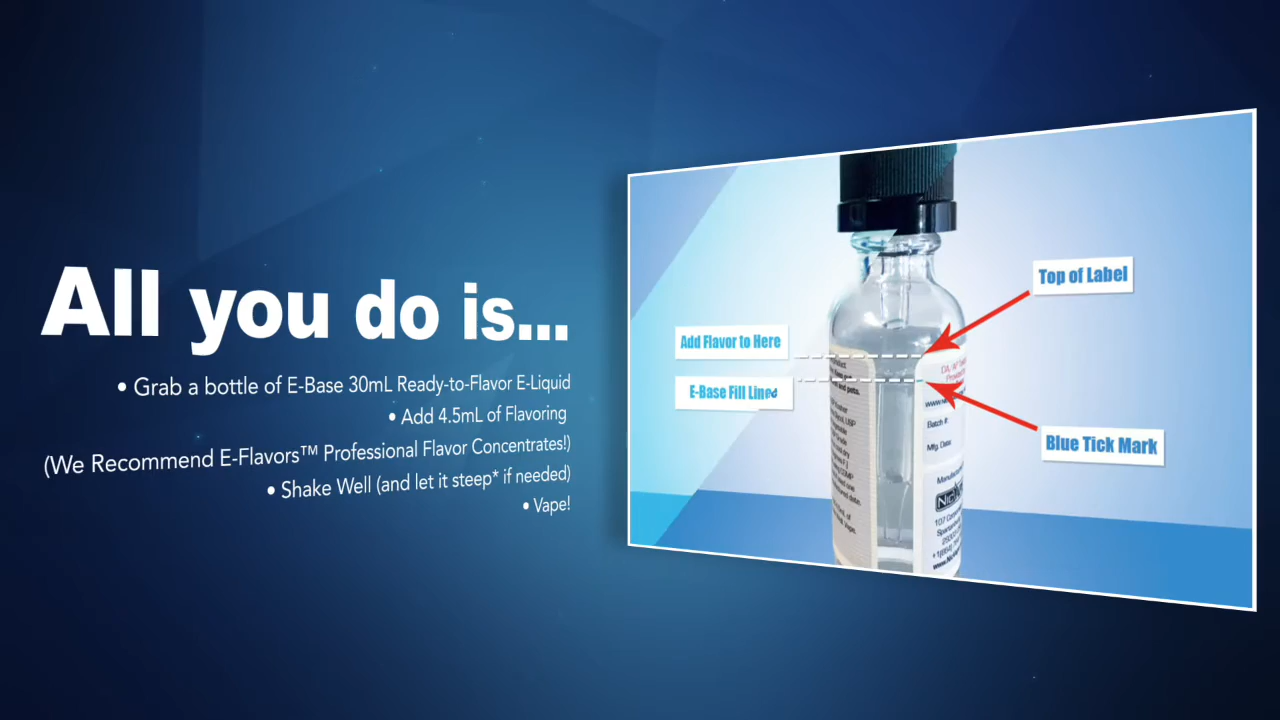 All you do is...
• Grab a bottle of E-Base 30mL Ready-to-Flavor E-Liquid
• Add 4.5mL of Flavoring
(We Recommend E-Flavors™ Professional Flavor Concentrates!)
• Shake Well (and let it steep* if needed)
• Vape!
Top of Label
Add Flavor to Here
E-Base Fill Line
Blue Tick Mark
Batch #:
Mfg. Date: